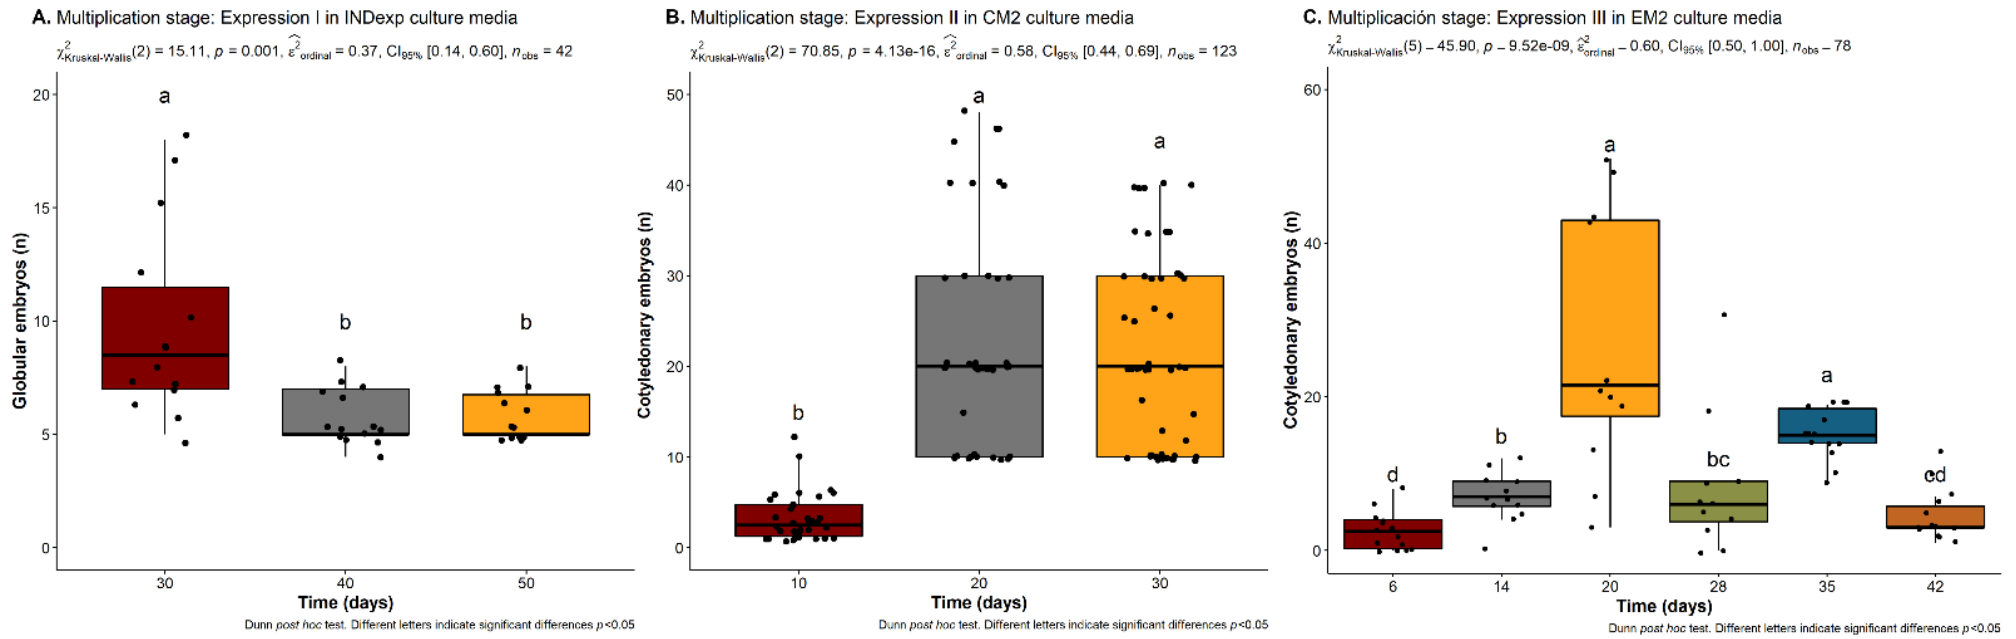 A. Multiplication stage: Expression I in INDexp culture media
χ²Kruskal-Wallis(2) = 15.11, p = 0.001, ε̂²ordinal = 0.37, CI95% [0.14, 0.60], nobs = 42
Globular embryos (n)
20
15
10
5
0
a
b
b
30
40
50
Time (days)
Dunn post hoc test. Different letters indicate significant differences p<0.05
B. Multiplication stage: Expression II in CM2 culture media
χ²Kruskal-Wallis(2) = 70.85, p = 4.13e-16, ε̂²ordinal = 0.58, CI95% [0.44, 0.69], nobs = 123
Cotyledonary embryos (n)
50
40
30
20
10
0
b
a
a
10
20
30
Time (days)
Dunn post hoc test. Different letters indicate significant differences p<0.05
C. Multiplicación stage: Expression III in EM2 culture media
χ²Kruskal-Wallis(5) – 45.90, p – 9.52e-09, ε̂²ordinal – 0.60, CI95% [0.50, 1.00], nobs – 78
Cotyledonary embryos (n)
60
40
20
0
d
b
a
bc
a
cd
6
14
20
28
35
42
Time (days)
Dunn post hoc test. Different letters indicate significant differences p<0.05